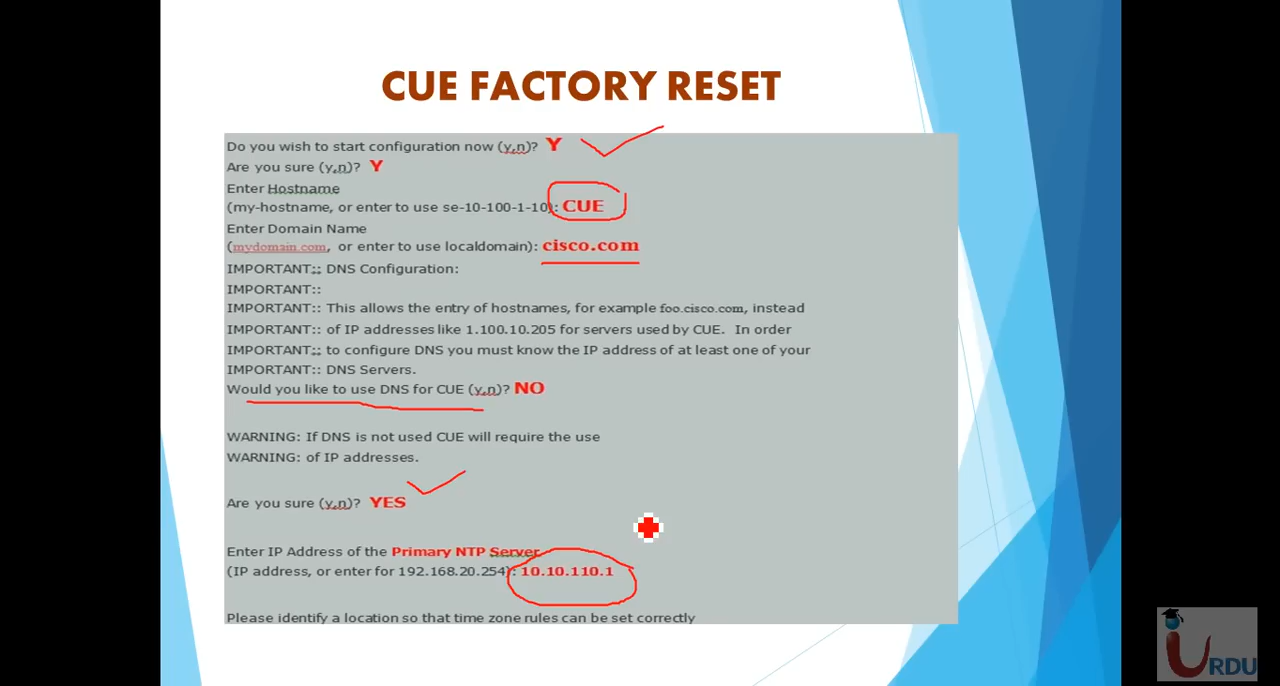 CUE FACTORY RESET
Do you wish to start configuration now (y,n)? Y
Are you sure (y,n)? Y
Enter Hostname
(my-hostname, or enter to use se-10-100-1-10): CUE
Enter Domain Name
(mydomain.com, or enter to use localdomain): cisco.com
IMPORTANT:: DNS Configuration:
IMPORTANT::
IMPORTANT:: This allows the entry of hostnames, for example foo.cisco.com, instead
IMPORTANT:: of IP addresses like 1.100.10.205 for servers used by CUE. In order
IMPORTANT:: to configure DNS you must know the IP address of at least one of your
IMPORTANT:: DNS Servers.
Would you like to use DNS for CUE (y,n)? NO
WARNING: If DNS is not used CUE will require the use
WARNING: of IP addresses.
Are you sure (y,n)? YES
Enter IP Address of the Primary NTP Server
(IP address, or enter for 192.168.20.254): 10.10.110.1
Please identify a location so that time zone rules can be set correctly
iURDU